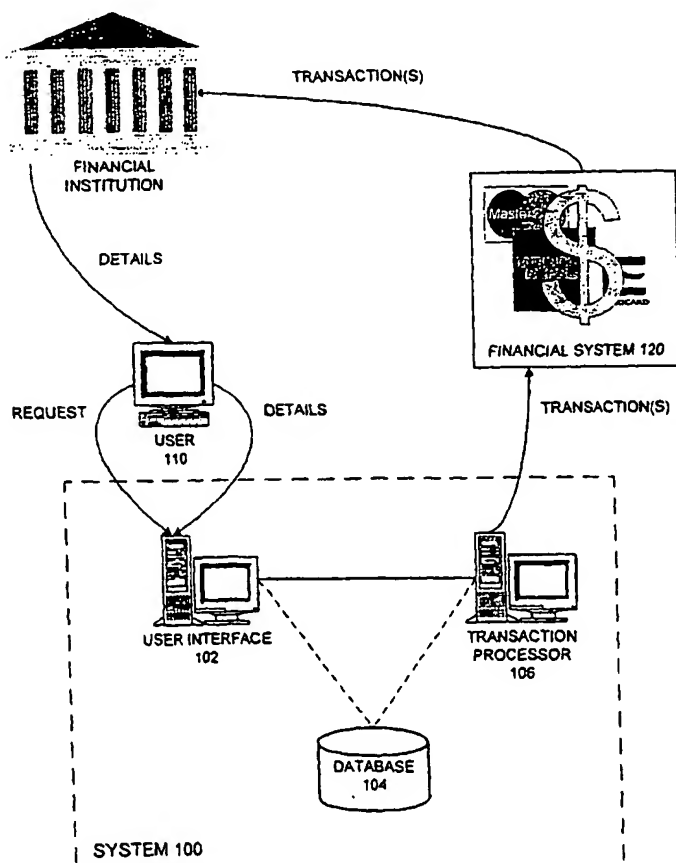 TRANSACTION(S)
FINANCIAL
INSTITUTION
DETAILS
FINANCIAL SYSTEM 120
REQUEST
DETAILS
TRANSACTION(S)
USER
110
USER INTERFACE
102
TRANSACTION
PROCESSOR
106
DATABASE
104
SYSTEM 100